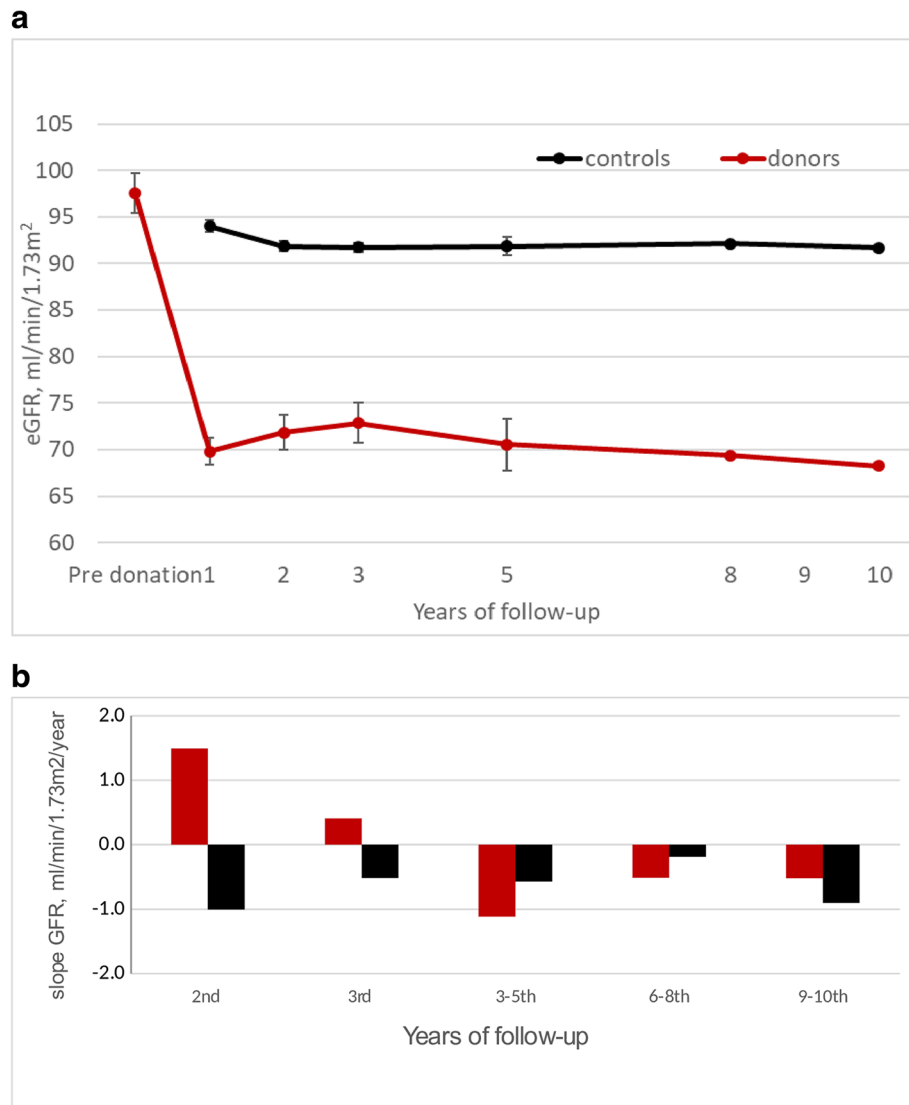 a
105
controls donors
100
95
90
85
80
75
70
65
60
eGFR, ml/min/1.73m²
Pre donation1 2 3 5 8 9 10
Years of follow-up
b
2.0
1.0
0.0
-1.0
-2.0
slope GFR, ml/min/1.73m2/year
2nd 3rd 3-5th 6-8th 9-10th
Years of follow-up